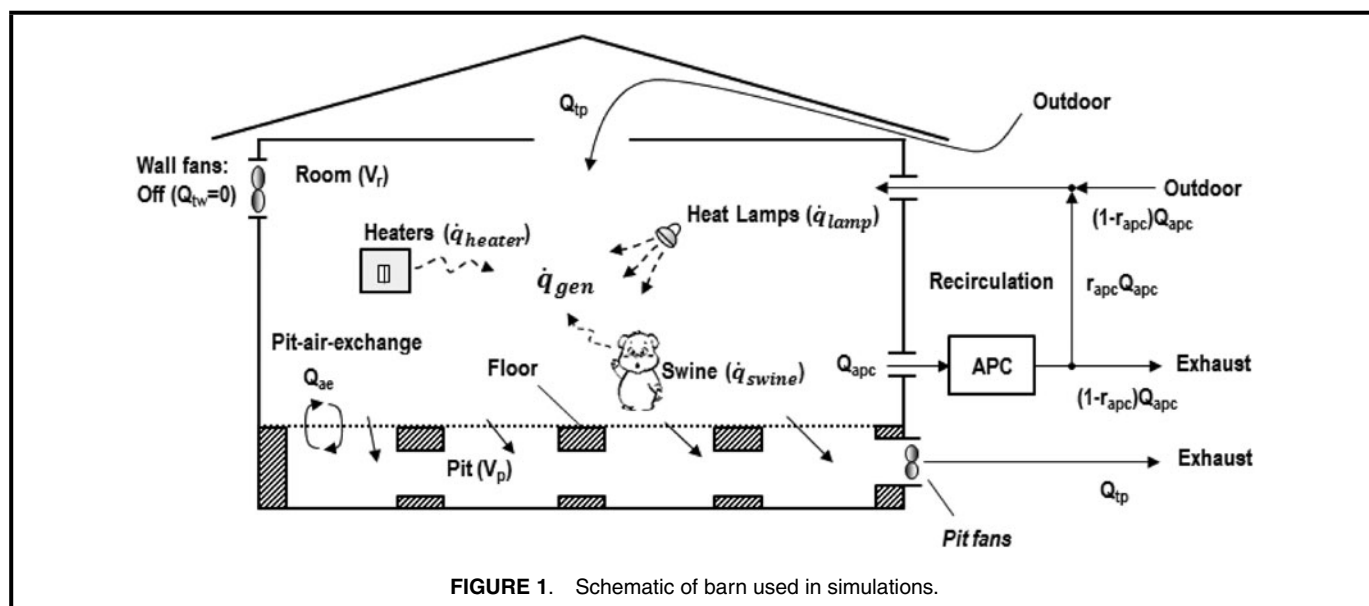 Q_tp
Outdoor
Wall fans:
Off (Q_tw=0)
Room (V_r)
Outdoor
(1-r_apc)Q_apc
Heat Lamps (q̇_lamp)
Heaters (q̇_heater)
q̇_gen
Recirculation
r_apcQ_apc
Pit-air-exchange
Q_ae
Floor
Swine (q̇_swine)
Q_apc
APC
Exhaust
(1-r_apc)Q_apc
Pit (V_p)
Exhaust
Q_tp
Pit fans
FIGURE 1. Schematic of barn used in simulations.